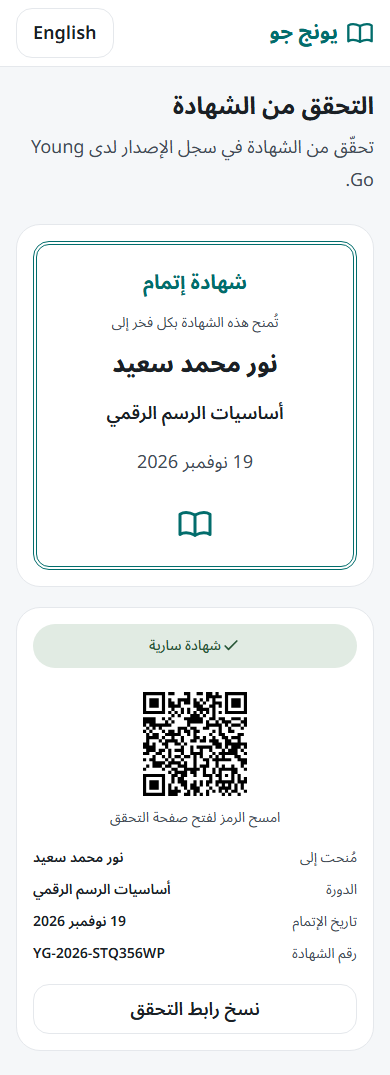 يونج جو
English
التحقق من الشهادة
تحقّق من الشهادة في سجل الإصدار لدى Young
Go.
شهادة إتمام
تُمنح هذه الشهادة بكل فخر إلى
نور محمد سعيد
أساسيات الرسم الرقمي
19 نوفمبر 2026
شهادة سارية
امسح الرمز لفتح صفحة التحقق
مُنحت إلى نور محمد سعيد
الدورة أساسيات الرسم الرقمي
تاريخ الإتمام 19 نوفمبر 2026
رقم الشهادة YG-2026-STQ356WP
نسخ رابط التحقق